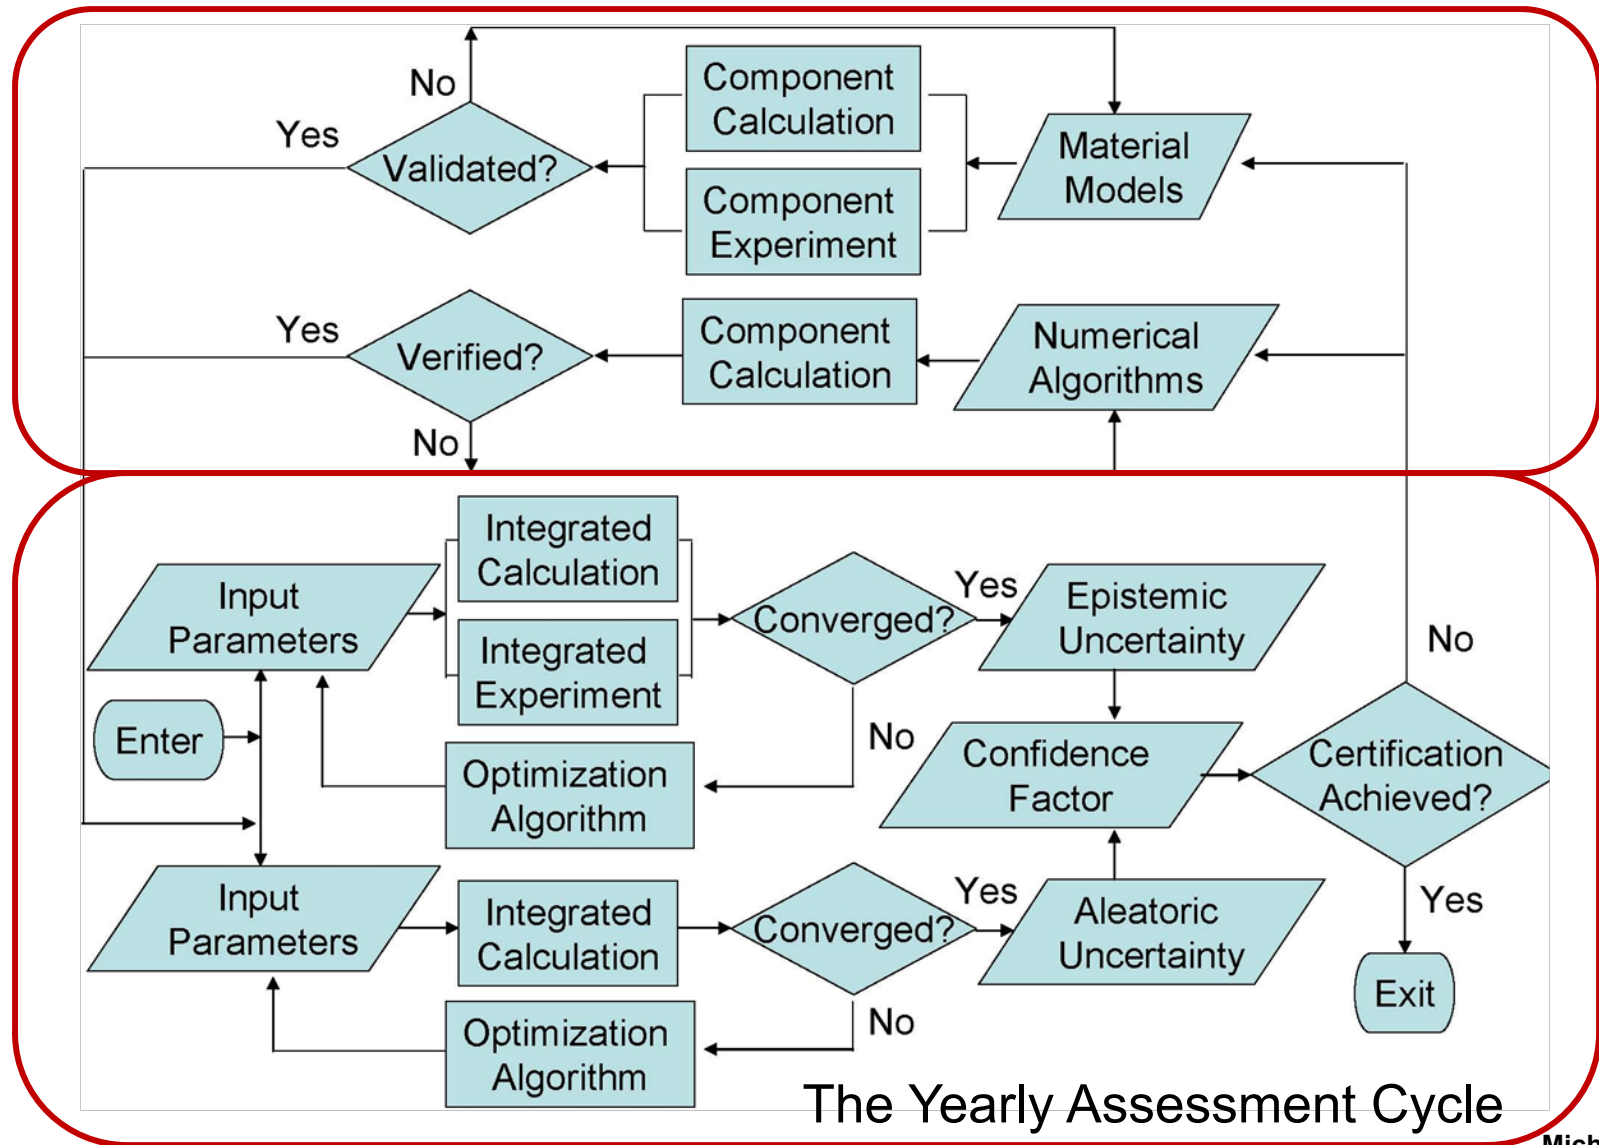 No
Component
Calculation
Yes
Validated?
Material
Models
Component
Experiment
Yes
Verified?
Component
Calculation
Numerical
Algorithms
No
Integrated
Calculation
Input
Parameters
Converged?
Yes
Epistemic
Uncertainty
No
Integrated
Experiment
Enter
No
Optimization
Algorithm
Confidence
Factor
Certification
Achieved?
Input
Parameters
Integrated
Calculation
Converged?
Yes
Aleatoric
Uncertainty
Yes
Exit
No
Optimization
Algorithm
The Yearly Assessment Cycle